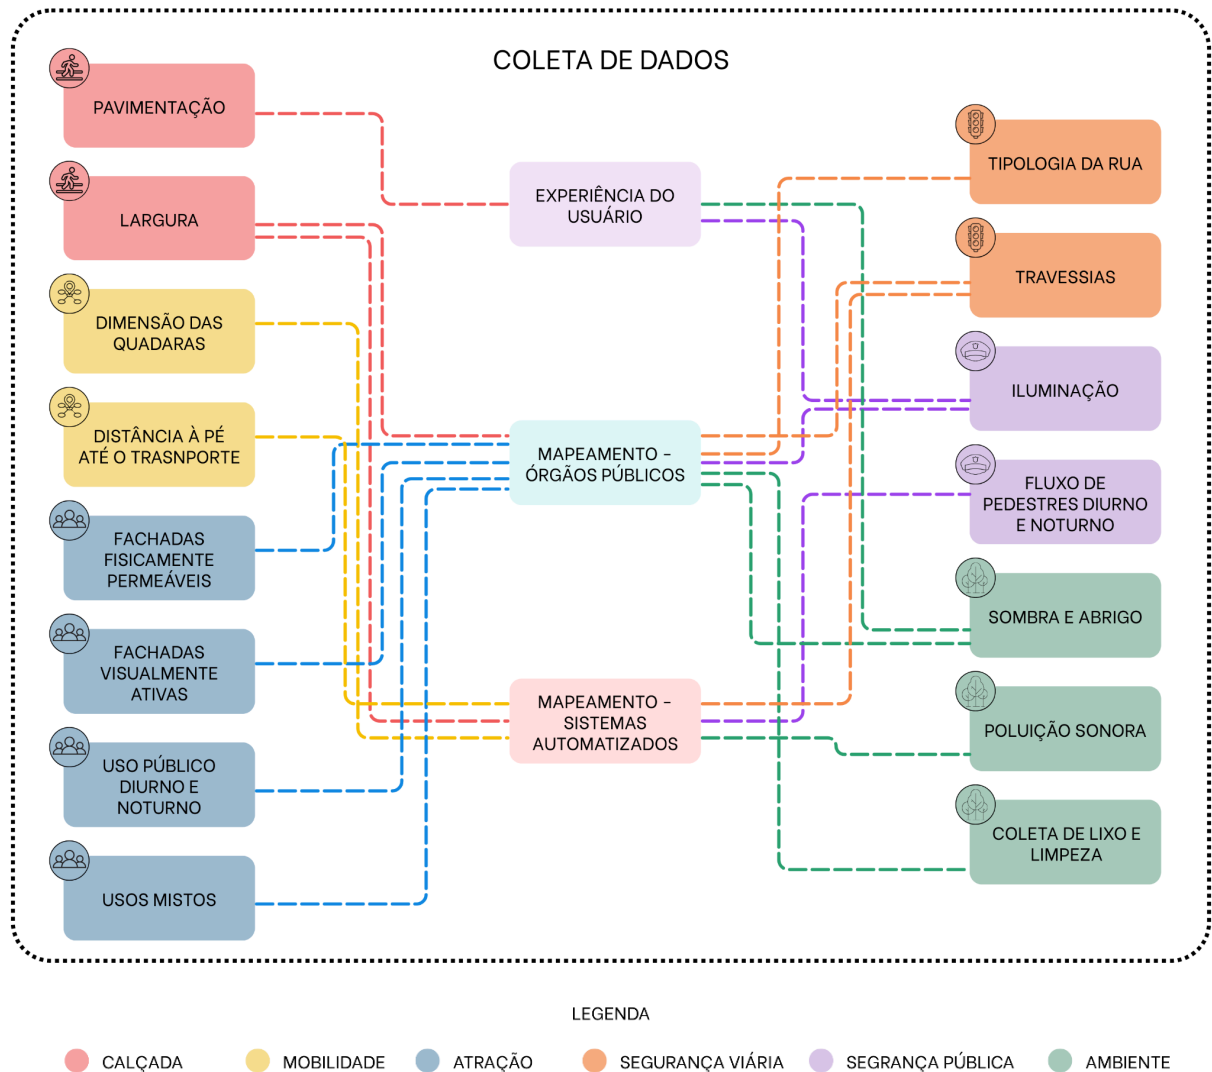 COLETA DE DADOS
PAVIMENTAÇÃO
LARGURA
DIMENSÃO DAS
QUADARAS
DISTÂNCIA À PÉ
ATÉ O TRASNPORTE
FACHADAS
FISICAMENTE
PERMEÁVEIS
FACHADAS
VISUALMENTE
ATIVAS
USO PÚBLICO
DIURNO E
NOTURNO
USOS MISTOS
EXPERIÊNCIA DO
USUÁRIO
MAPEAMENTO -
ÓRGÃOS PÚBLICOS
MAPEAMENTO -
SISTEMAS
AUTOMATIZADOS
TIPOLOGIA DA RUA
TRAVESSIAS
ILUMINAÇÃO
FLUXO DE
PEDESTRES DIURNO
E NOTURNO
SOMBRA E ABRIGO
POLUIÇÃO SONORA
COLETA DE LIXO E
LIMPEZA
LEGENDA
CALÇADA
MOBILIDADE
ATRAÇÃO
SEGURANÇA VIÁRIA
SEGRANÇA PÚBLICA
AMBIENTE